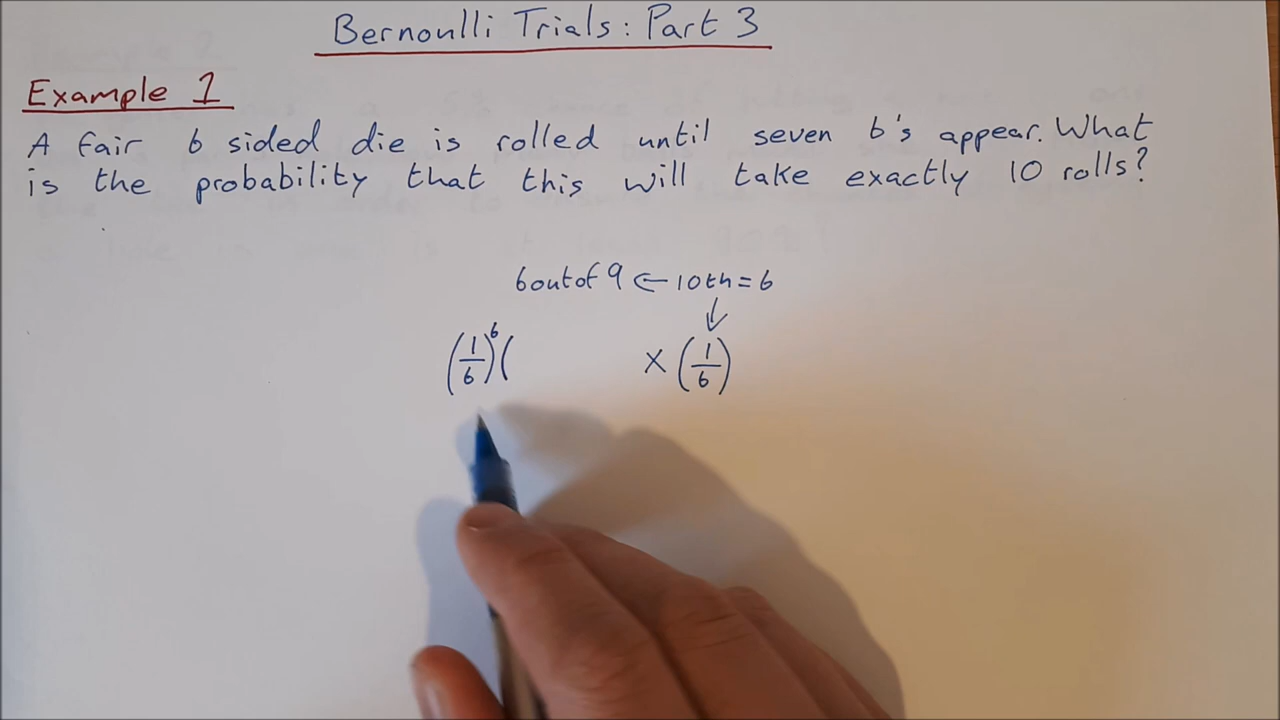 Bernoulli Trials: Part 3
Example 1
A fair 6 sided die is rolled until seven 6's appear. What
is the probability that this will take exactly 10 rolls?
6 out of 9 ← 10th = 6
↓
(1/6)^6 ( × (1/6)